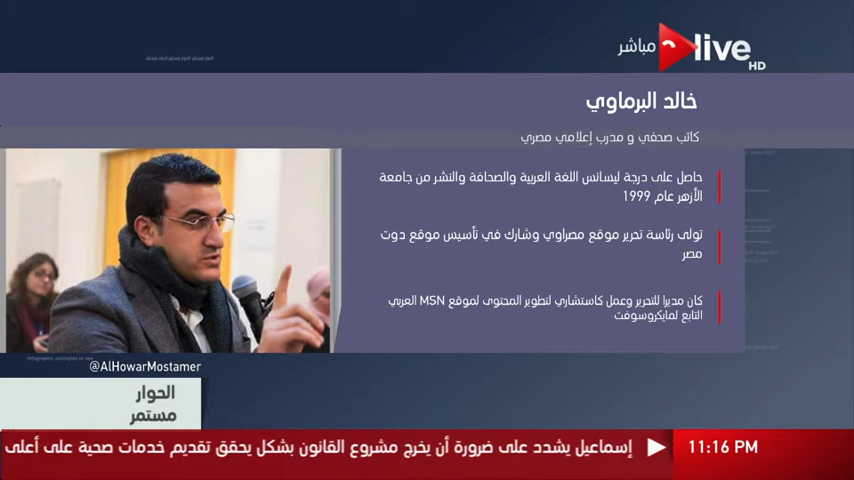 مباشر
live
HD
خالد البرماوي
كاتب صحفي و مدرب إعلامي مصري
حاصل على درجة ليسانس اللغة العربية والصحافة والنشر من جامعة
الأزهر عام 1999
تولى رئاسة تحرير موقع مصراوي وشارك في تأسيس موقع دوت
مصر
كان مديرا للتحرير وعمل كاستشاري لتطوير المحتوى لموقع MSN العربي
التابع لمايكروسوفت
@AlHowarMostamer
الحوار
مستمر
إسماعيل يشدد على ضرورة أن يخرج مشروع القانون بشكل يحقق تقديم خدمات صحية على أعلى
11:16 PM